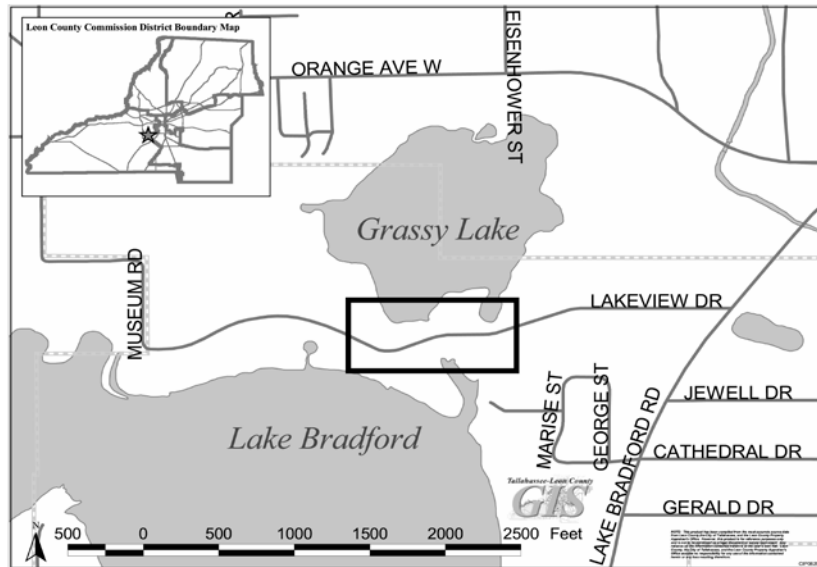 Leon County Commission District Boundary Map
ORANGE AVE W
EISENHOWER ST
Grassy Lake
MUSEUM RD
LAKEVIEW DR
Lake Bradford
MARISE ST
GEORGE ST
LAKE BRADFORD RD
JEWELL DR
CATHEDRAL DR
GERALD DR
Tallahassee-Leon County
GIS
N
500 0 500 1000 1500 2000 2500 Feet